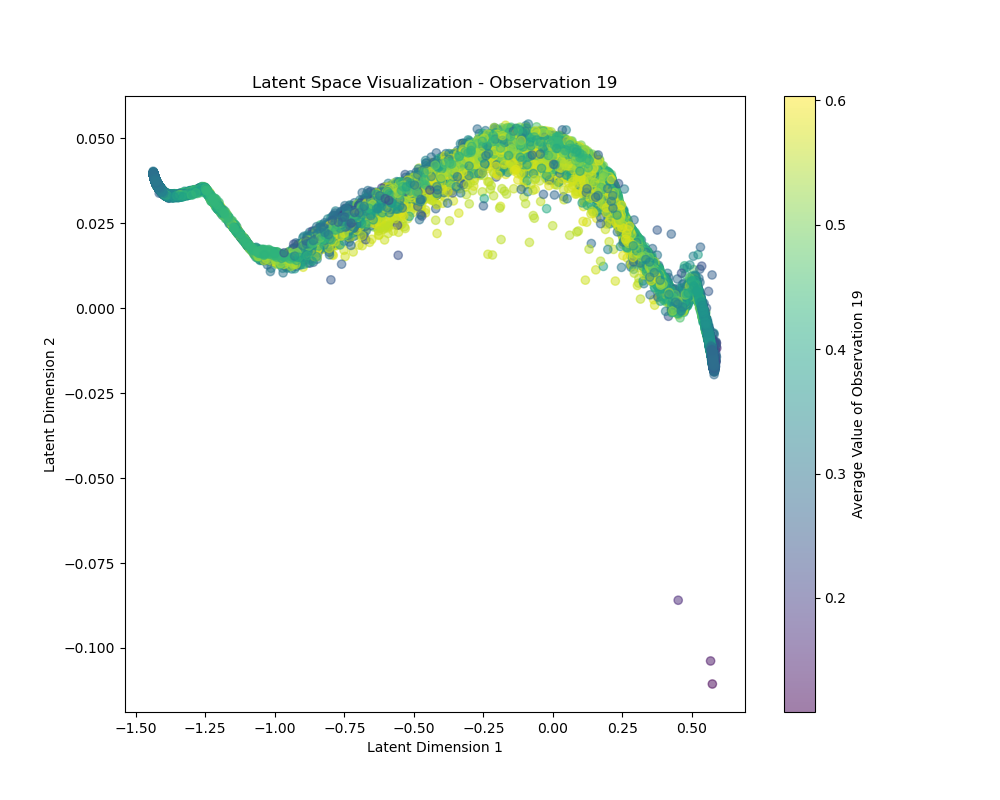 Latent Space Visualization - Observation 19
0.050
0.025
0.000
−0.025
−0.050
−0.075
−0.100
Latent Dimension 2
−1.50 −1.25 −1.00 −0.75 −0.50 −0.25 0.00 0.25 0.50
Latent Dimension 1
0.6
0.5
0.4
0.3
0.2
Average Value of Observation 19